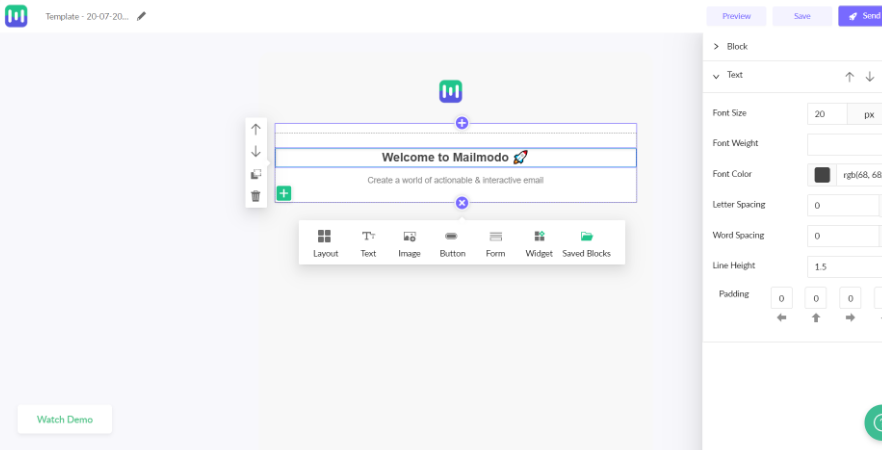 Template - 20-07-20...
Preview
Save
Send
Block
Text
Font Size
20
px
Font Weight
Font Color
rgb(68, 68
Letter Spacing
0
Word Spacing
0
Line Height
1.5
Padding
0
0
0
Welcome to Mailmodo 🚀
Create a world of actionable & interactive email
Layout
Text
Image
Button
Form
Widget
Saved Blocks
Watch Demo